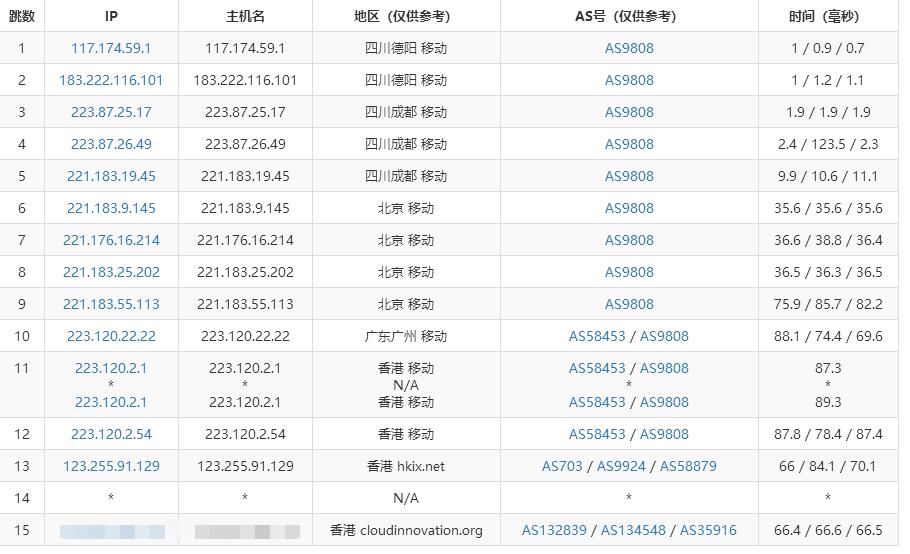 跳数 IP 主机名 地区（仅供参考） AS号（仅供参考） 时间（毫秒）
1 117.174.59.1 117.174.59.1 四川德阳 移动 AS9808 1 / 0.9 / 0.7
2 183.222.116.101 183.222.116.101 四川德阳 移动 AS9808 1 / 1.2 / 1.1
3 223.87.25.17 223.87.25.17 四川成都 移动 AS9808 1.9 / 1.9 / 1.9
4 223.87.26.49 223.87.26.49 四川成都 移动 AS9808 2.4 / 123.5 / 2.3
5 221.183.19.45 221.183.19.45 四川成都 移动 AS9808 9.9 / 10.6 / 11.1
6 221.183.9.145 221.183.9.145 北京 移动 AS9808 35.6 / 35.6 / 35.6
7 221.176.16.214 221.176.16.214 北京 移动 AS9808 36.6 / 38.8 / 36.4
8 221.183.25.202 221.183.25.202 北京 移动 AS9808 36.5 / 36.3 / 36.5
9 221.183.55.113 221.183.55.113 北京 移动 AS9808 75.9 / 85.7 / 82.2
10 223.120.22.22 223.120.22.22 广东广州 移动 AS58453 / AS9808 88.1 / 74.4 / 69.6
11 223.120.2.1 223.120.2.1 香港 移动 AS58453 / AS9808 87.3
* * N/A * *
223.120.2.1 223.120.2.1 香港 移动 AS58453 / AS9808 89.3
12 223.120.2.54 223.120.2.54 香港 移动 AS58453 / AS9808 87.8 / 78.4 / 87.4
13 123.255.91.129 123.255.91.129 香港 hkix.net AS703 / AS9924 / AS58879 66 / 84.1 / 70.1
14 * * N/A * *
15 香港 cloudinnovation.org AS132839 / AS134548 / AS35916 66.4 / 66.6 / 66.5